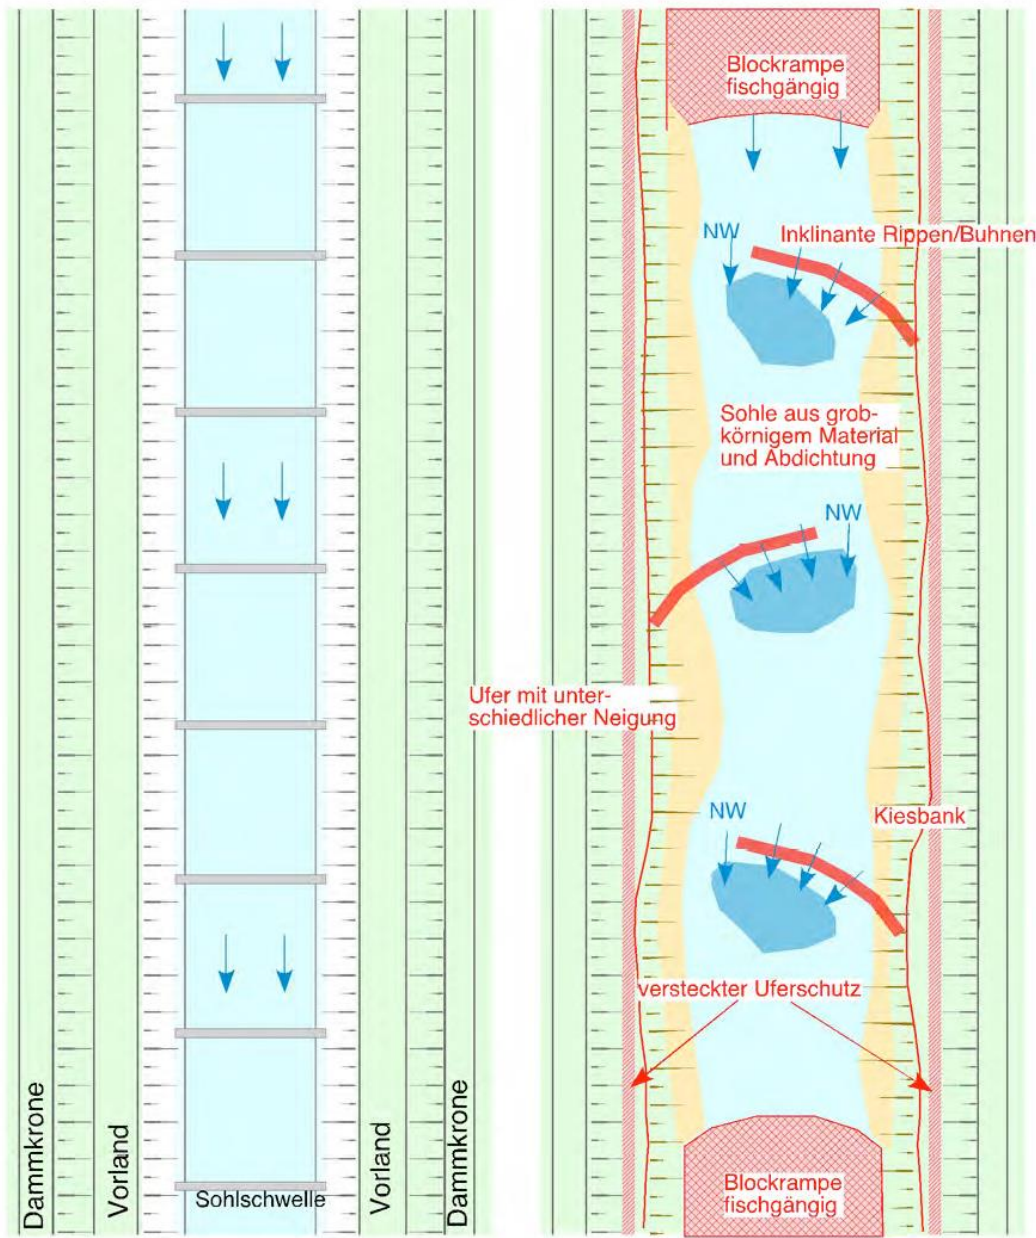 Dammkrone
Vorland
Sohlschwelle
Vorland
Dammkrone
Blockrampe
fischgängig
NW
Inklinante Rippen/Buhnen
Sohle aus grob-
körnigem Material
und Abdichtung
NW
Ufer mit unter-
schiedlicher Neigung
NW
Kiesbank
versteckter Uferschutz
Blockrampe
fischgängig